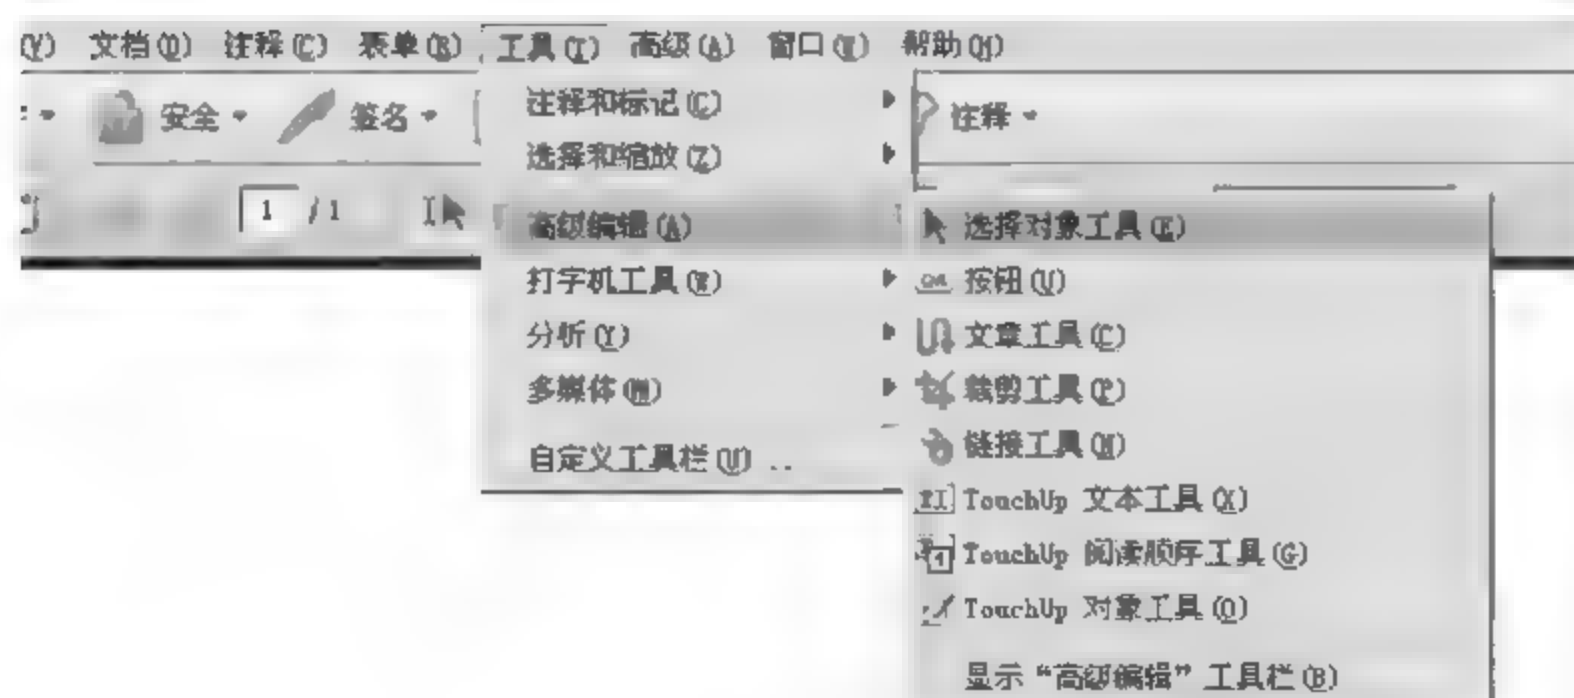 (V) 文档(D) 注释(C) 表单(R) 工具(T) 高级(A) 窗口(W) 帮助(H)
安全 签名 注释
1 / 1
注释和标记(C)
选择和缩放(Z)
高级编辑(A)
打字机工具(W)
分析(Y)
多媒体(M)
自定义工具栏(U)..
选择对象工具(E)
OK 按钮(U)
文章工具(C)
裁剪工具(P)
链接工具(N)
TouchUp 文本工具(X)
TouchUp 阅读顺序工具(G)
TouchUp 对象工具(O)
显示“高级编辑”工具栏(B)